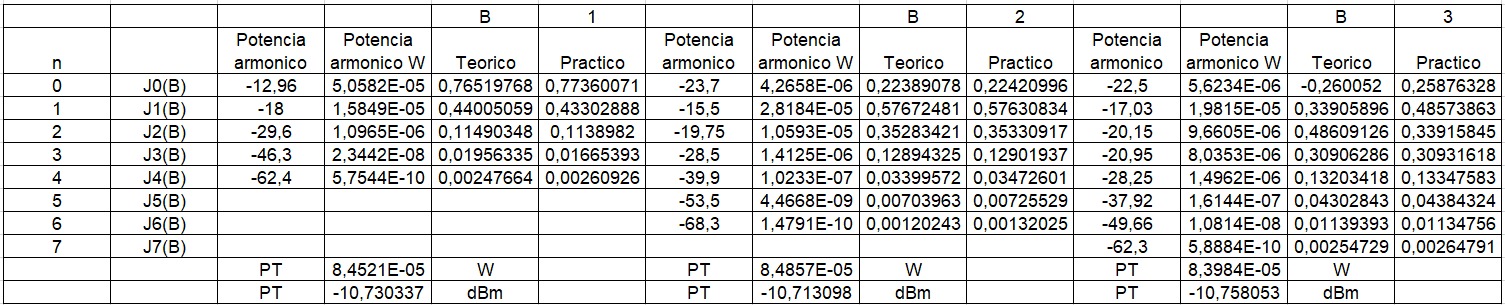 B 1 B 2 B 3
n Potencia armonico Potencia armonico W Teorico Practico Potencia armonico Potencia armonico W Teorico Practico Potencia armonico Potencia armonico W Teorico Practico
0 J0(B) -12,96 5,0582E-05 0,76519768 0,77360071 -23,7 4,2658E-06 0,22389078 0,22420996 -22,5 5,6234E-06 -0,260052 0,25876328
1 J1(B) -18 1,5849E-05 0,44005059 0,43302888 -15,5 2,8184E-05 0,57672481 0,57630834 -17,03 1,9815E-05 0,33905896 0,48573863
2 J2(B) -29,6 1,0965E-06 0,11490348 0,1138982 -19,75 1,0593E-05 0,35283421 0,35330917 -20,15 9,6605E-06 0,48609126 0,33915845
3 J3(B) -46,3 2,3442E-08 0,01956335 0,01665393 -28,5 1,4125E-06 0,12894325 0,12901937 -20,95 8,0353E-06 0,30906286 0,30931618
4 J4(B) -62,4 5,7544E-10 0,00247664 0,00260926 -39,9 1,0233E-07 0,03399572 0,03472601 -28,25 1,4962E-06 0,13203418 0,13347583
5 J5(B) -53,5 4,4668E-09 0,00703963 0,00725529 -37,92 1,6144E-07 0,04302843 0,04384324
6 J6(B) -68,3 1,4791E-10 0,00120243 0,00132025 -49,66 1,0814E-08 0,01139393 0,01134756
7 J7(B) -62,3 5,8884E-10 0,00254729 0,00264791
PT 8,4521E-05 W PT 8,4857E-05 W PT 8,3984E-05 W
PT -10,730337 dBm PT -10,713098 dBm PT -10,758053 dBm